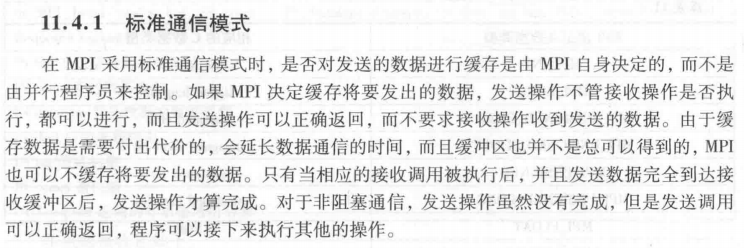 11.4.1 标准通信模式
在 MPI 采用标准通信模式时，是否对发送的数据进行缓存是由 MPI 自身决定的，而不是
由并行程序员来控制。如果 MPI 决定缓存将要发出的数据，发送操作不管接收操作是否执
行，都可以进行，而且发送操作可以正确返回，而不要求接收操作收到发送的数据。由于缓
存数据是需要付出代价的，会延长数据通信的时间，而且缓冲区也并不是总可以得到的，MPI
也可以不缓存将要发出的数据。只有当相应的接收调用被执行后，并且发送数据完全到达接
收缓冲区后，发送操作才算完成。对于非阻塞通信，发送操作虽然没有完成，但是发送调用
可以正确返回，程序可以接下来执行其他的操作。